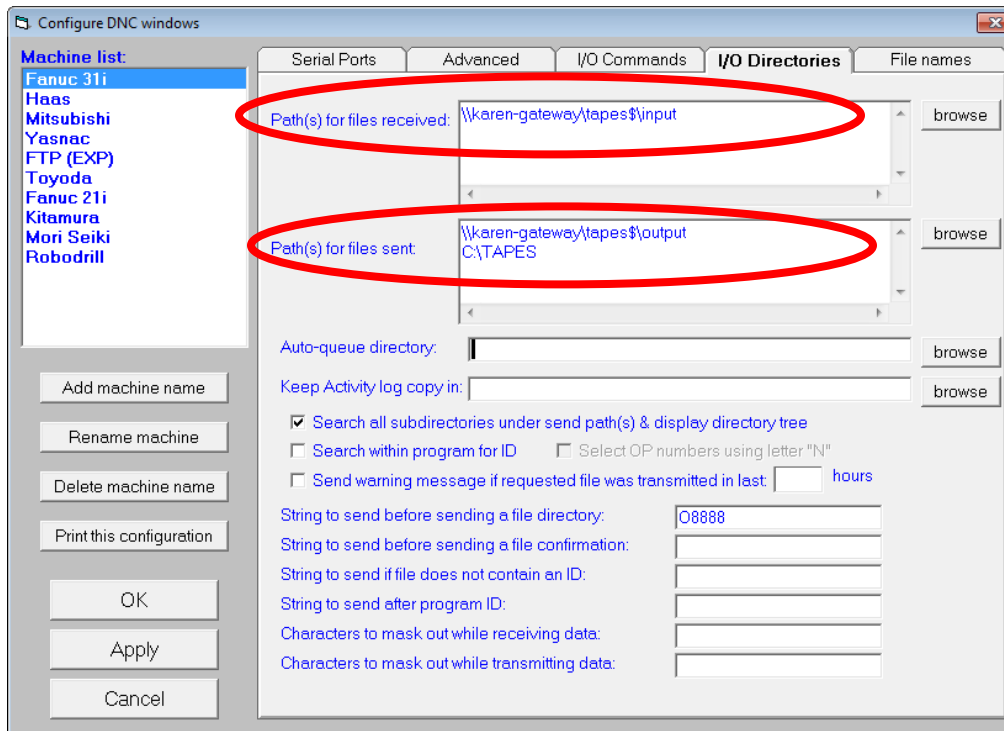 Configure DNC windows
Machine list:
Fanuc 31i
Haas
Mitsubishi
Yasnac
FTP (EXP)
Toyoda
Fanuc 21i
Kitamura
Mori Seiki
Robodrill
Add machine name
Rename machine
Delete machine name
Print this configuration
OK
Apply
Cancel
Serial Ports
Advanced
I/O Commands
I/O Directories
File names
Path(s) for files received:
\\karen-gateway\tapes$\input
browse
Path(s) for files sent:
\\karen-gateway\tapes$\output
C:\TAPES
browse
Auto-queue directory:
browse
Keep Activity log copy in:
browse
Search all subdirectories under send path(s) & display directory tree
Search within program for ID
Select OP numbers using letter "N"
Send warning message if requested file was transmitted in last: hours
String to send before sending a file directory: O8888
String to send before sending a file confirmation:
String to send if file does not contain an ID:
String to send after program ID:
Characters to mask out while receiving data:
Characters to mask out while transmitting data: